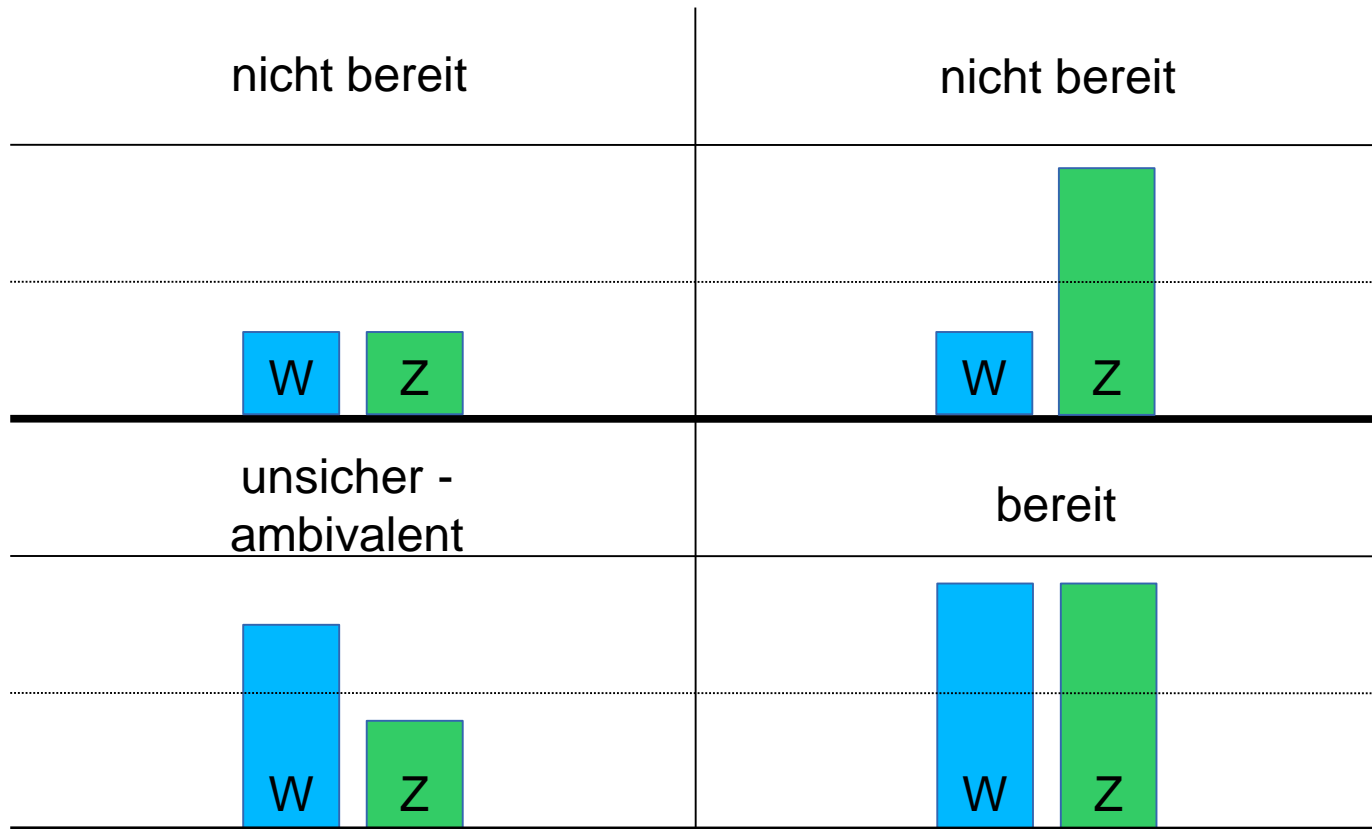 nicht bereit
nicht bereit
W Z
W Z
unsicher -
ambivalent
bereit
W Z
W Z